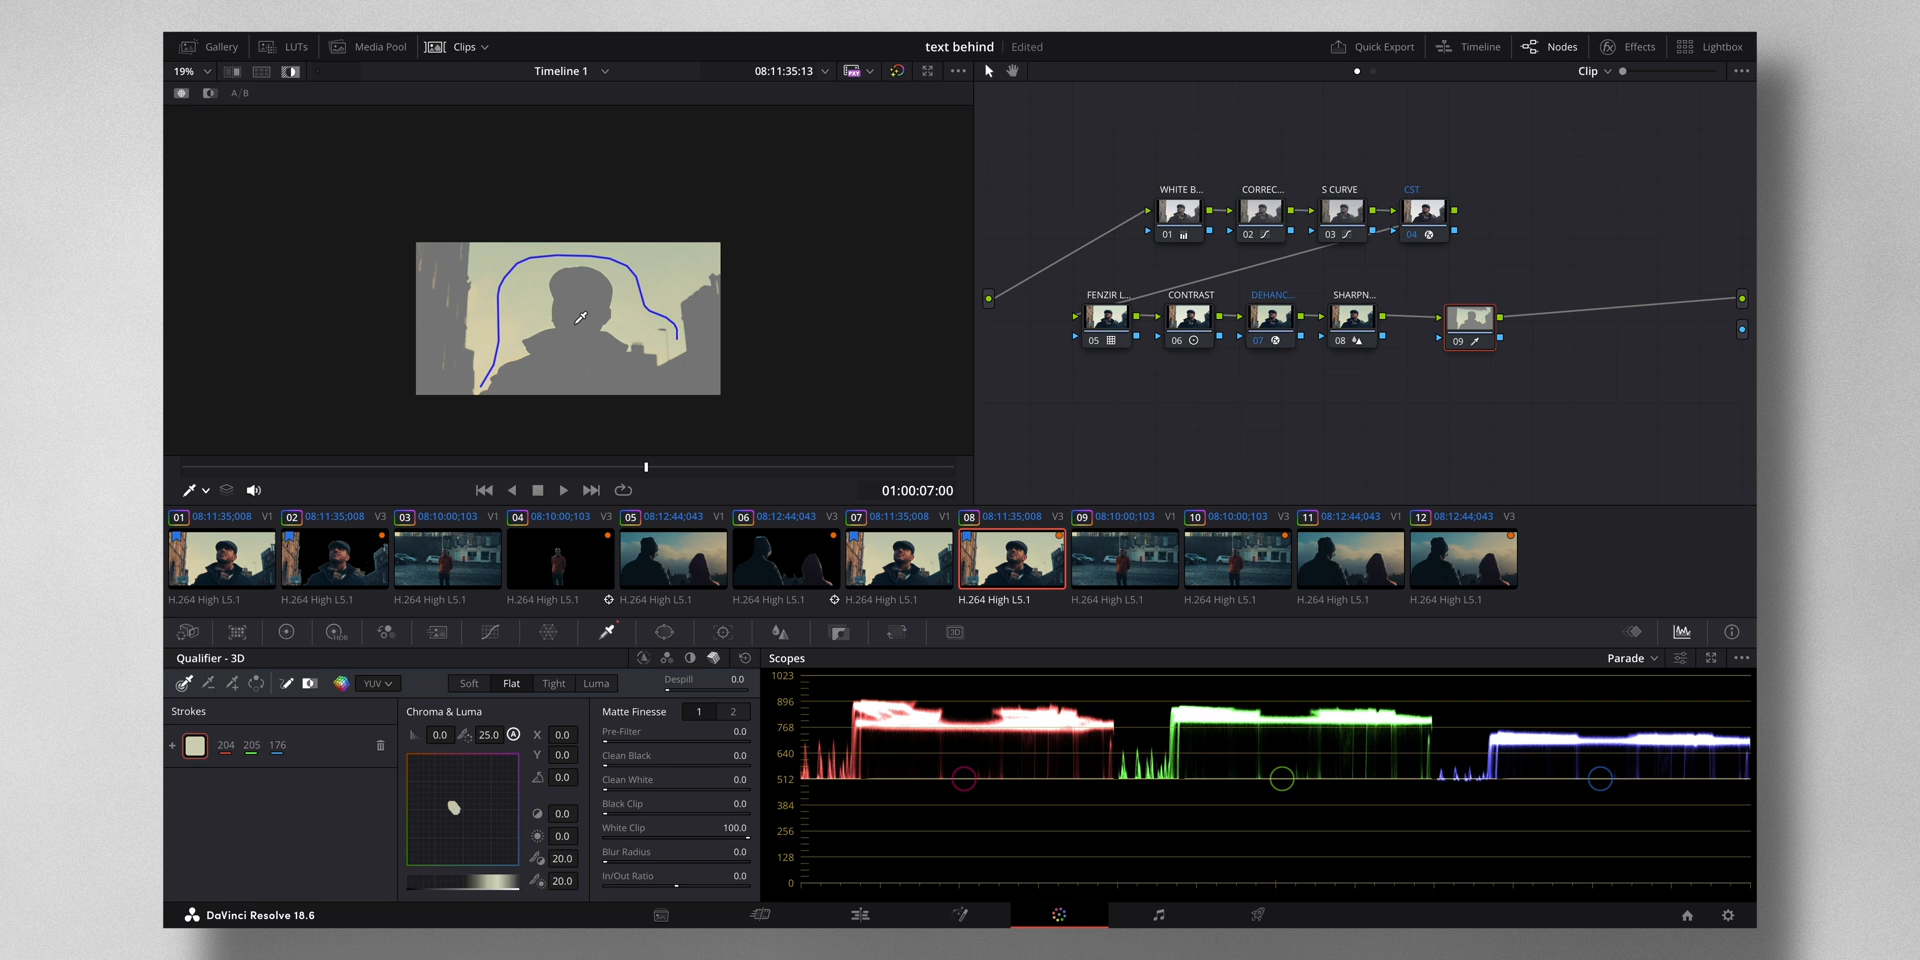 Gallery LUTs Media Pool Clips text behind Edited Quick Export Timeline Nodes Effects Lightbox
19% Timeline 1 08:11:35:13 PXY Clip
A/B
WHITE B... CORREC... S CURVE CST
01 02 03 04
FENZIR L... CONTRAST DEHANC... SHARPN...
05 06 07 08 09
01:00:07:00
01 08:11:35;008 V1 02 08:11:35;008 V3 03 08:10:00;103 V1 04 08:10:00;103 V3 05 08:12:44;043 V1 06 08:12:44;043 V3 07 08:11:35;008 V1 08 08:11:35;008 V3 09 08:10:00;103 V1 10 08:10:00;103 V3 11 08:12:44;043 V1 12 08:12:44;043 V3
H.264 High L5.1 H.264 High L5.1 H.264 High L5.1 H.264 High L5.1 H.264 High L5.1 H.264 High L5.1 H.264 High L5.1 H.264 High L5.1 H.264 High L5.1 H.264 High L5.1 H.264 High L5.1 H.264 High L5.1
HDR 3D
Qualifier - 3D Scopes Parade
YUV Soft Flat Tight Luma Despill 0.0
Strokes Chroma & Luma Matte Finesse 1 2
204 205 176
0.0 25.0 A X 0.0
Y 0.0
0.0
0.0
0.0
20.0
20.0
Pre-Filter 0.0
Clean Black 0.0
Clean White 0.0
Black Clip 0.0
White Clip 100.0
Blur Radius 0.0
In/Out Ratio 0.0
1023
896
768
640
512
384
256
128
0
DaVinci Resolve 18.6